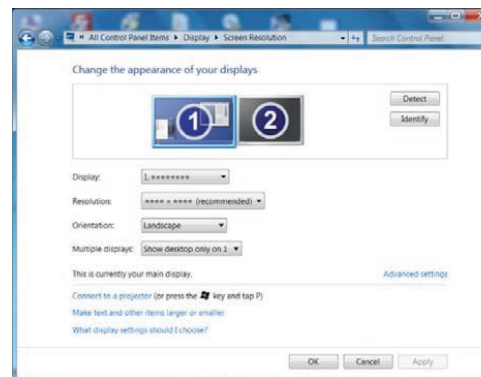 « All Control Panel Items ▸ Display ▸ Screen Resolution
Search Control Panel
Change the appearance of your displays
1
2
Detect
Identify
Display:
1. ********
Resolution:
**** × **** (recommended)
Orientation:
Landscape
Multiple displays:
Show desktop only on 1
This is currently your main display.
Advanced settings
Connect to a projector (or press the key and tap P)
Make text and other items larger or smaller
What display settings should I choose?
OK
Cancel
Apply